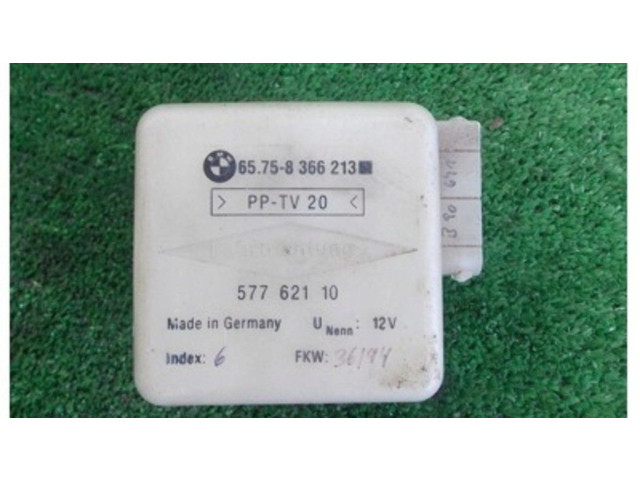 BMW
65.75-8 366 213
> PP-TV 20 <
577 621 10
Made in Germany U Nenn: 12V
Index: 6 FKW: 36/94